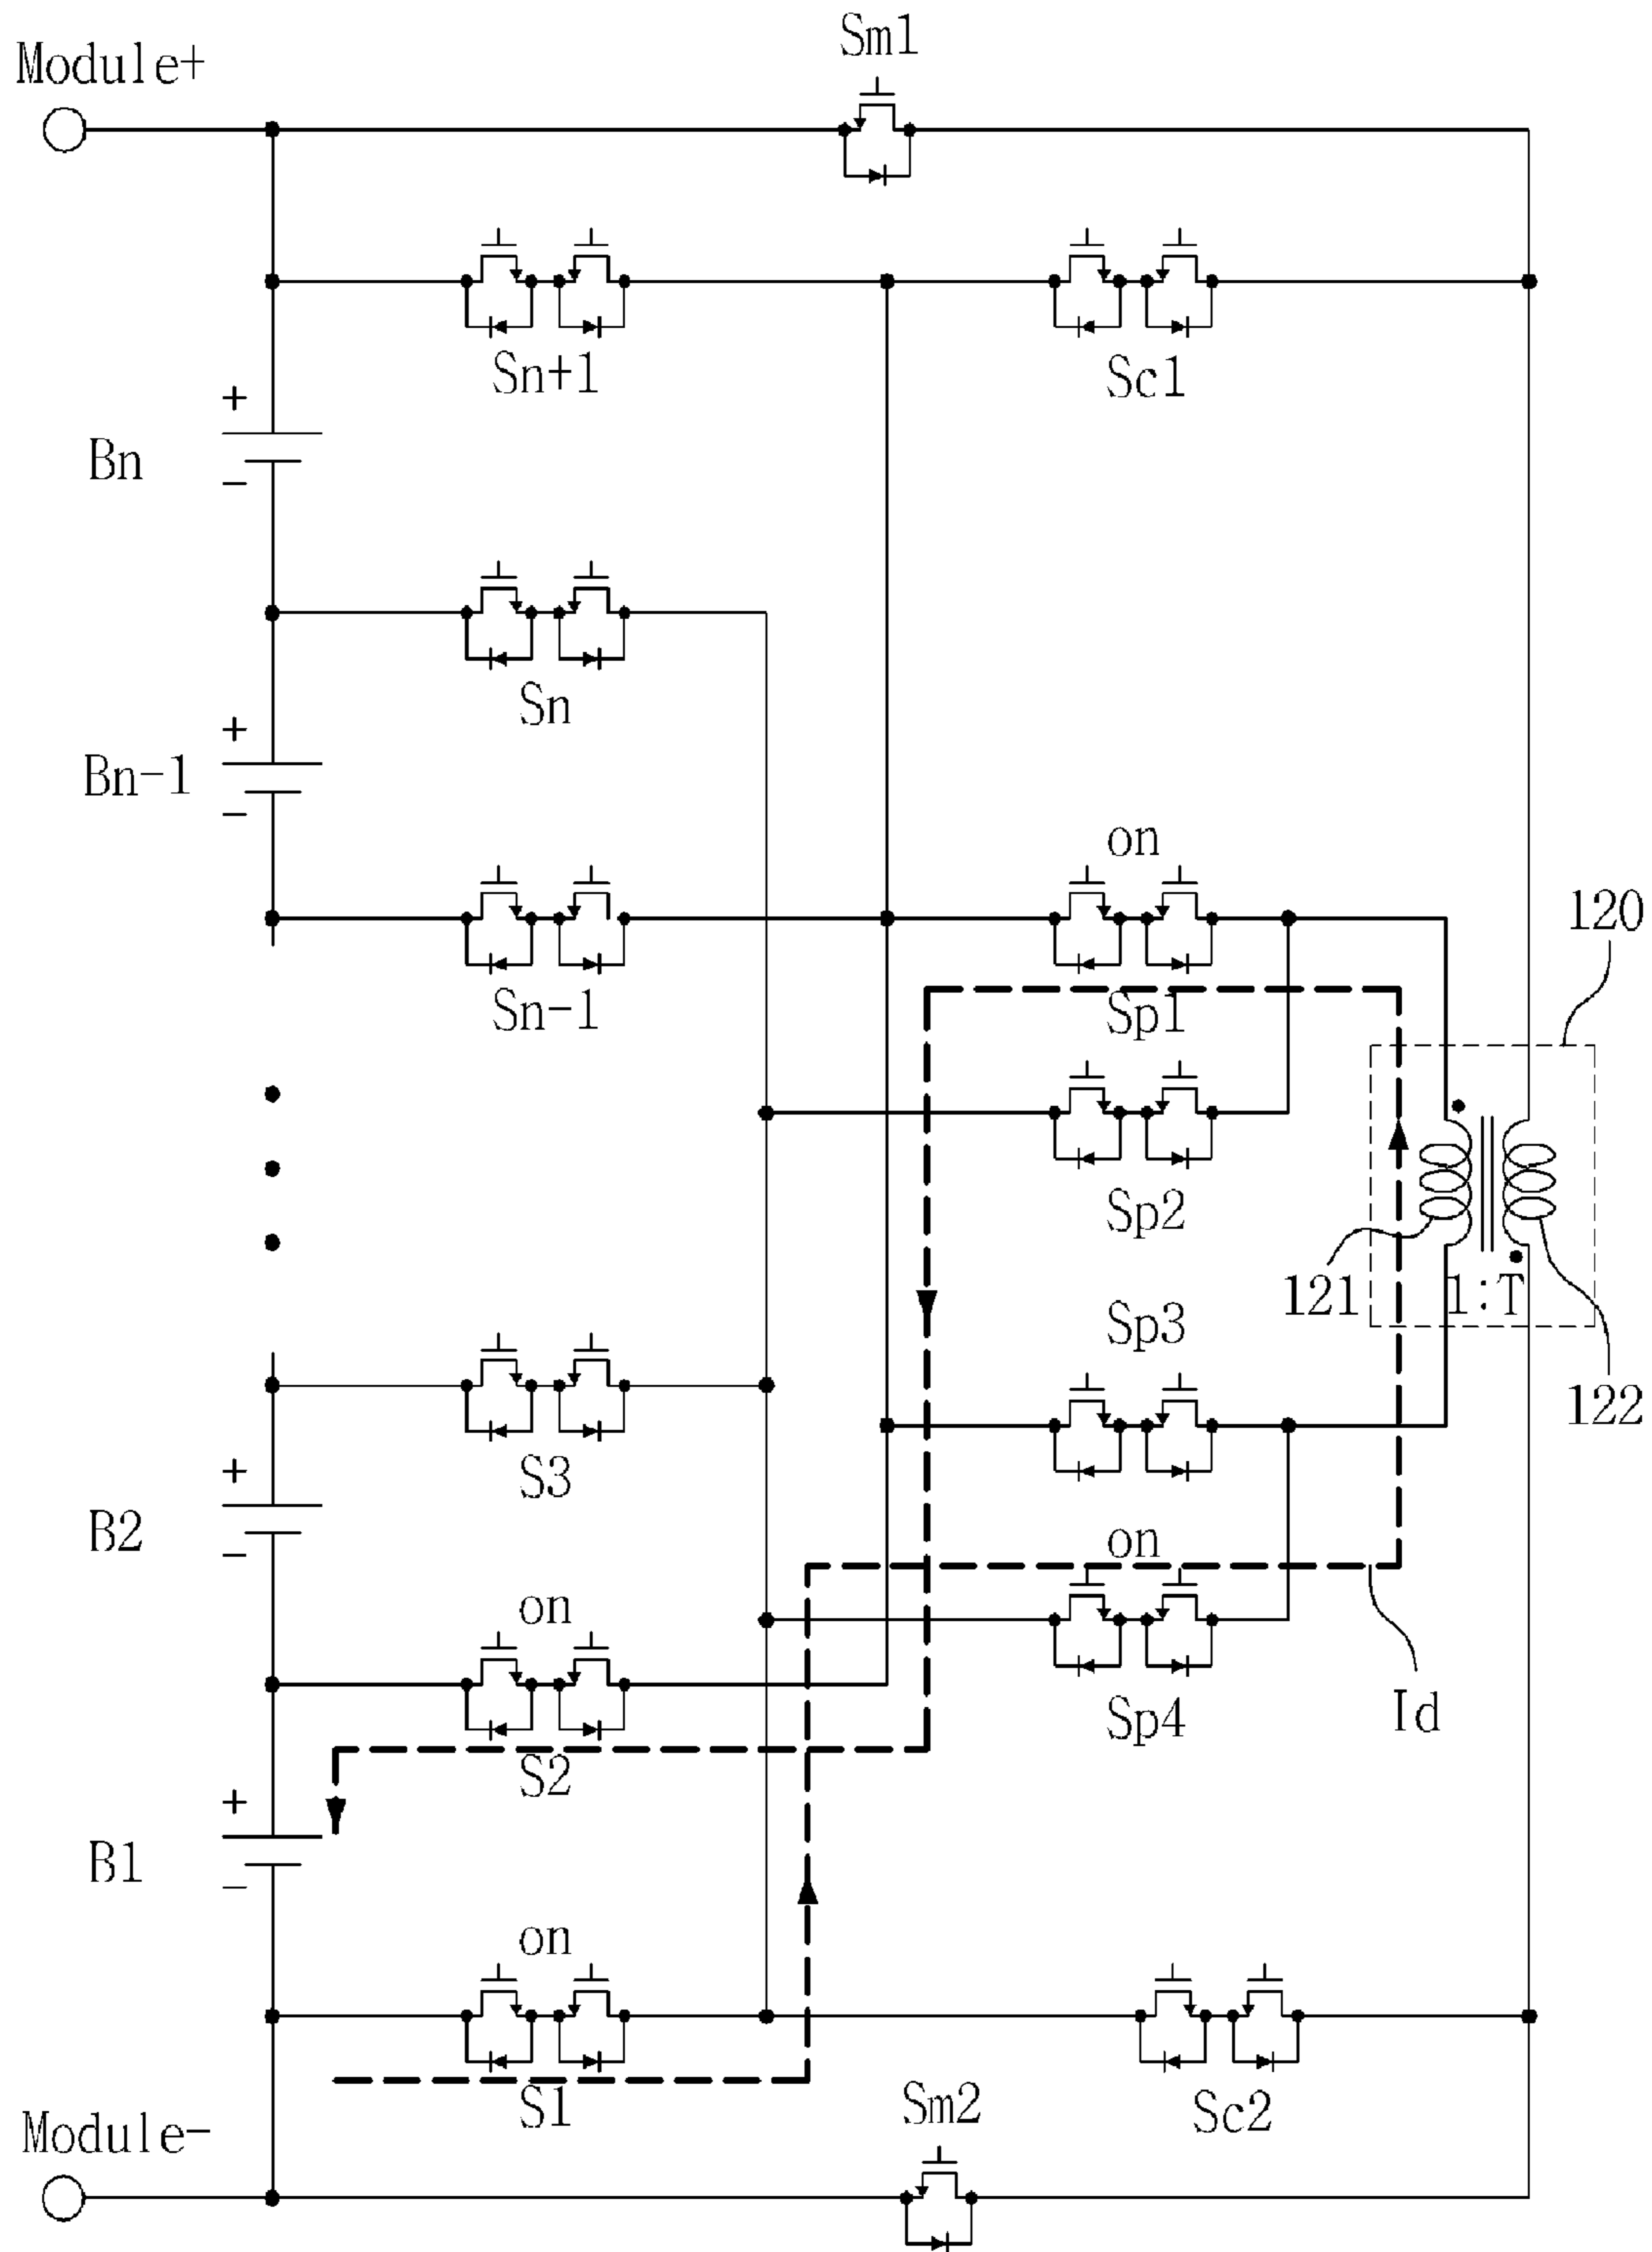 Sm1
Module+
Sn+1
Sc1
+
Bn
−
Sn
+
Bn-1
−
on
120
Sn-1
Sp1
Sp2
121
1:T
Sp3
122
+
S3
B2
−
on
on
Sp4
Id
S2
+
B1
−
on
S1
Sm2
Sc2
Module-